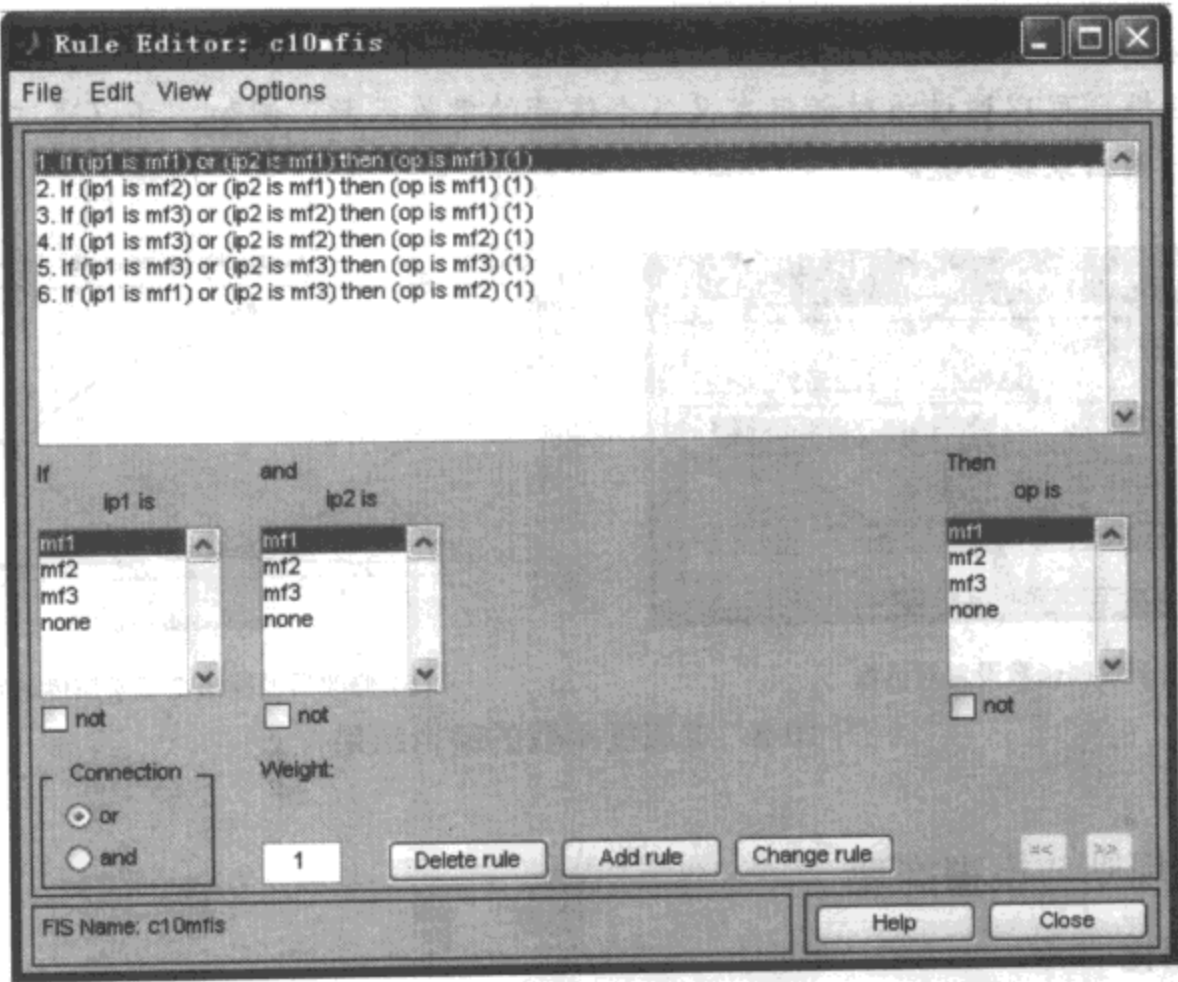 Rule Editor: c10mfis
File Edit View Options
1. If (ip1 is mf1) or (ip2 is mf1) then (op is mf1) (1)
2. If (ip1 is mf2) or (ip2 is mf1) then (op is mf1) (1)
3. If (ip1 is mf3) or (ip2 is mf2) then (op is mf1) (1)
4. If (ip1 is mf3) or (ip2 is mf2) then (op is mf2) (1)
5. If (ip1 is mf3) or (ip2 is mf3) then (op is mf3) (1)
6. If (ip1 is mf1) or (ip2 is mf3) then (op is mf2) (1)
If and Then
ip1 is ip2 is op is
mf1 mf1 mf1
mf2 mf2 mf2
mf3 mf3 mf3
none none none
not not not
Connection Weight:
or
and 1 Delete rule Add rule Change rule << >>
FIS Name: c10mfis Help Close